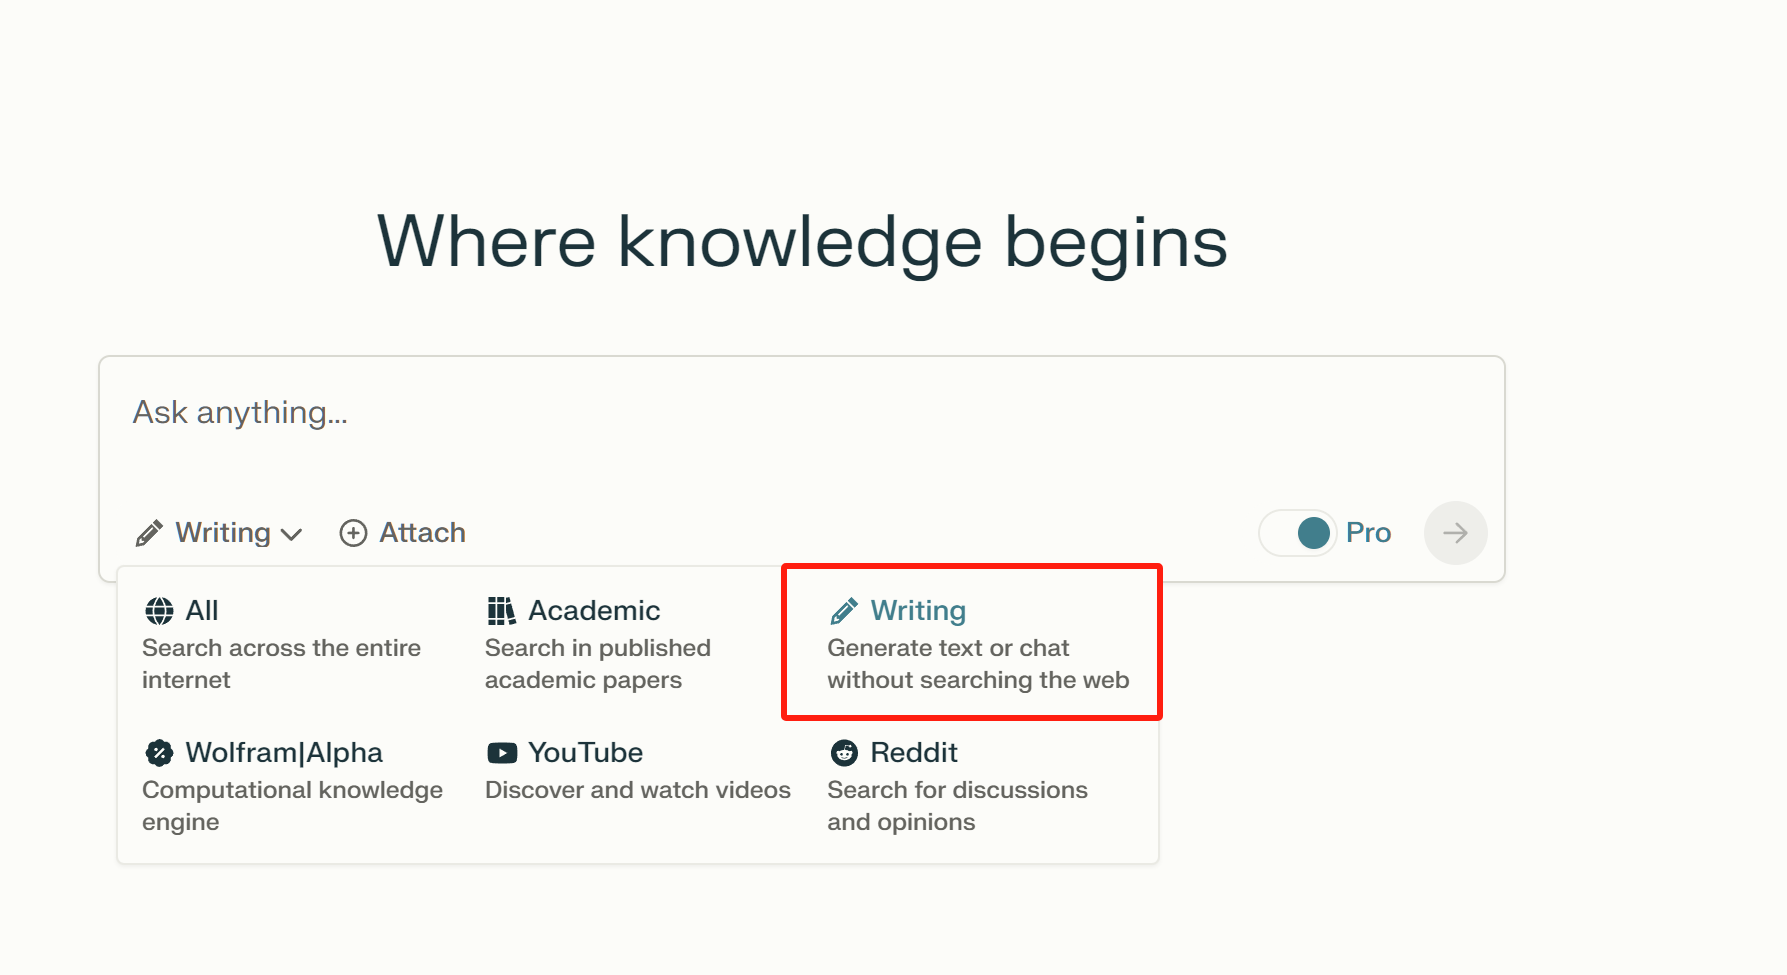 Where knowledge begins
Ask anything...
Writing
Attach
Pro
All
Search across the entire
internet
Academic
Search in published
academic papers
Writing
Generate text or chat
without searching the web
Wolfram|Alpha
Computational knowledge
engine
YouTube
Discover and watch videos
Reddit
Search for discussions
and opinions